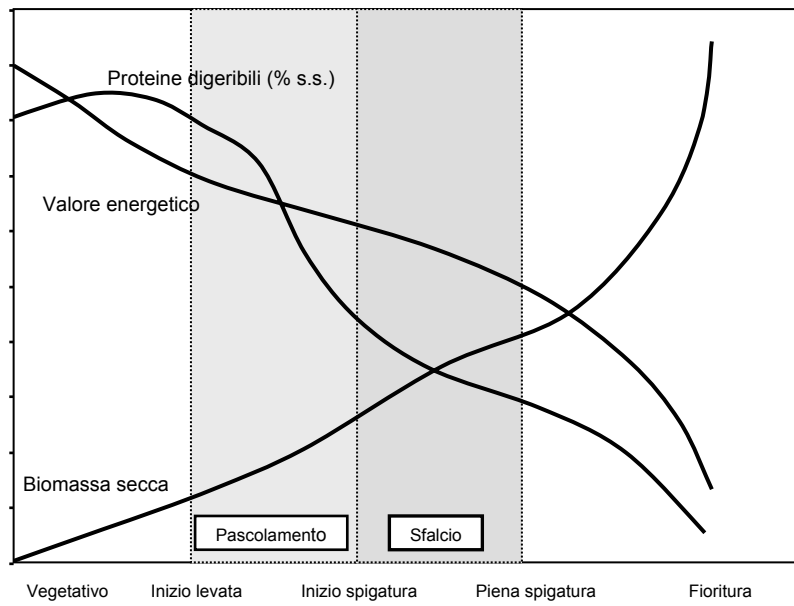 Proteine digeribili (% s.s.)
Valore energetico
Biomassa secca
Pascolamento
Sfalcio
Vegetativo
Inizio levata
Inizio spigatura
Piena spigatura
Fioritura